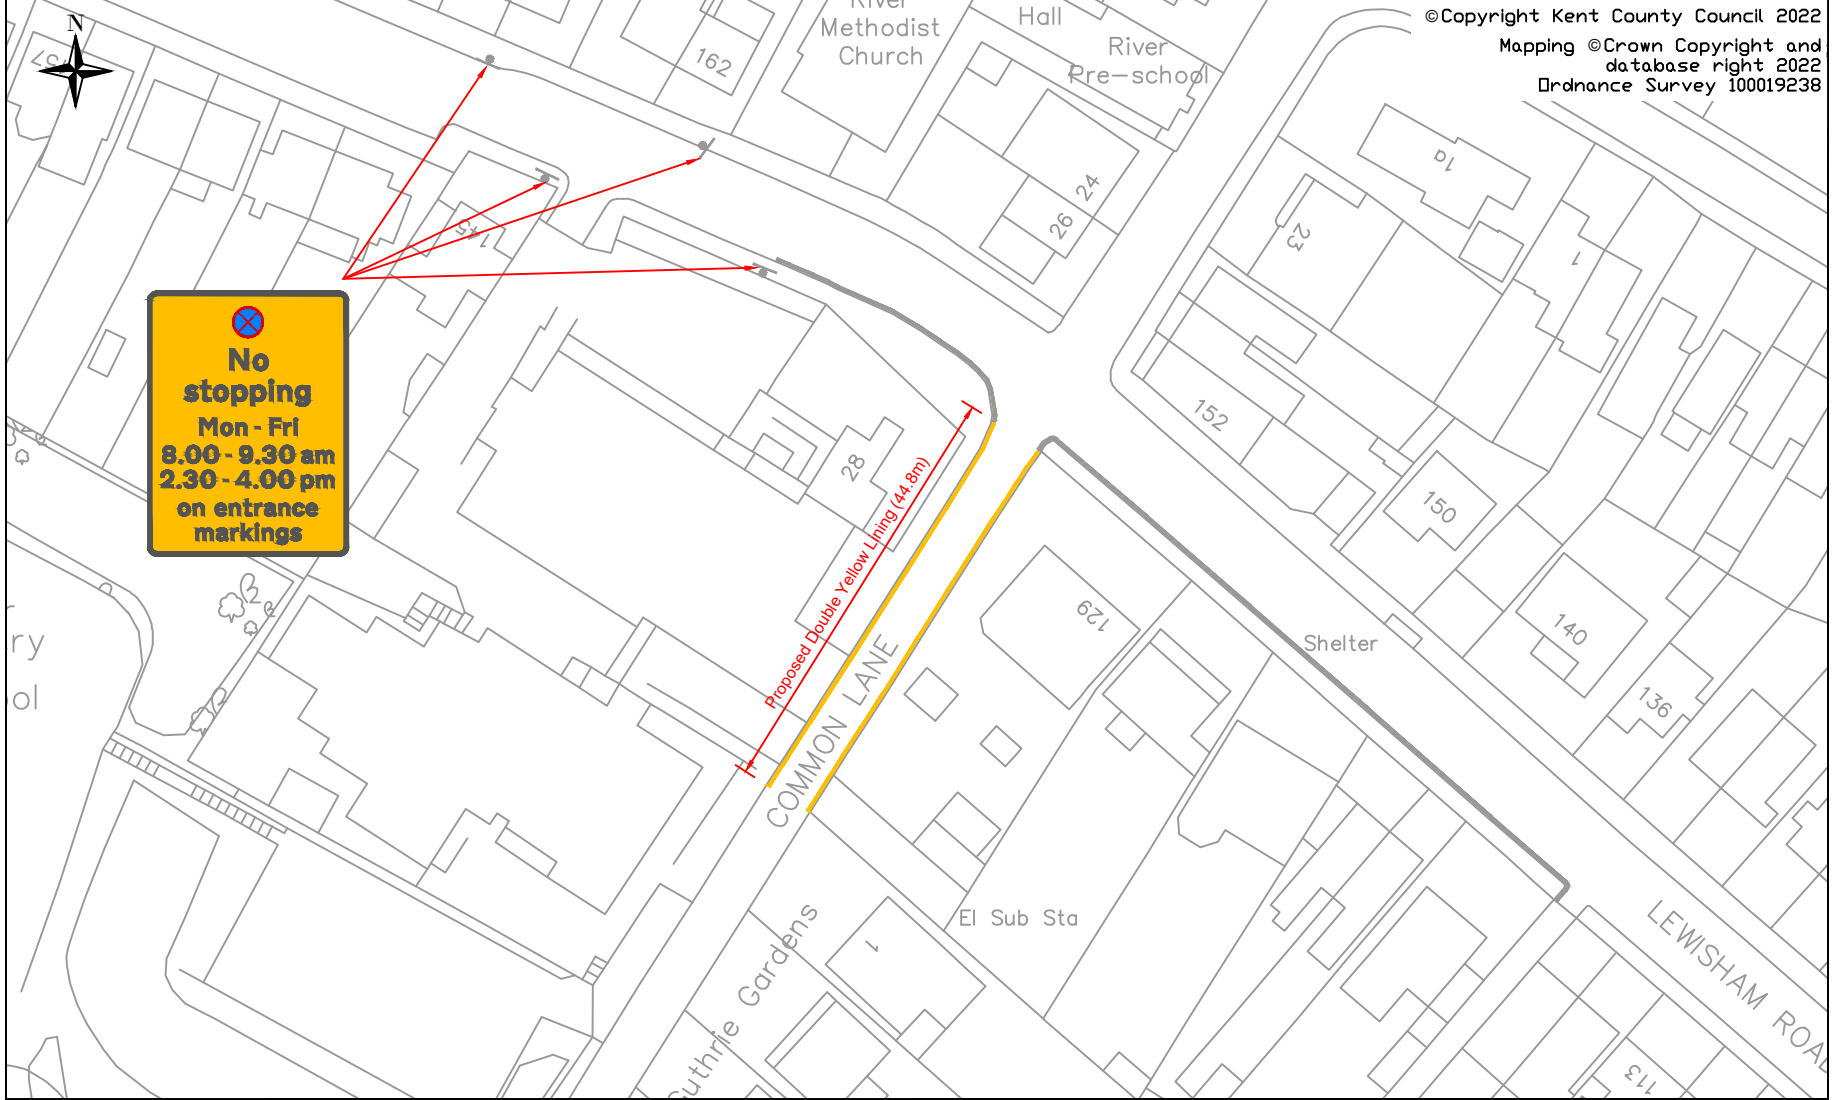 ©Copyright Kent County Council 2022
Mapping ©Crown Copyright and
database right 2022
Ordnance Survey 100019238
N
River
Methodist
Church
Hall
River
Pre-school
162
157
145
24
26
23
1a
1
152
150
140
136
129
28
Shelter
No
stopping
Mon - Fri
8.00 - 9.30 am
2.30 - 4.00 pm
on entrance
markings
Proposed Double Yellow Lining (44.8m)
COMMON LANE
El Sub Sta
1
Guthrie Gardens
LEWISHAM ROAD
113
ry
ol